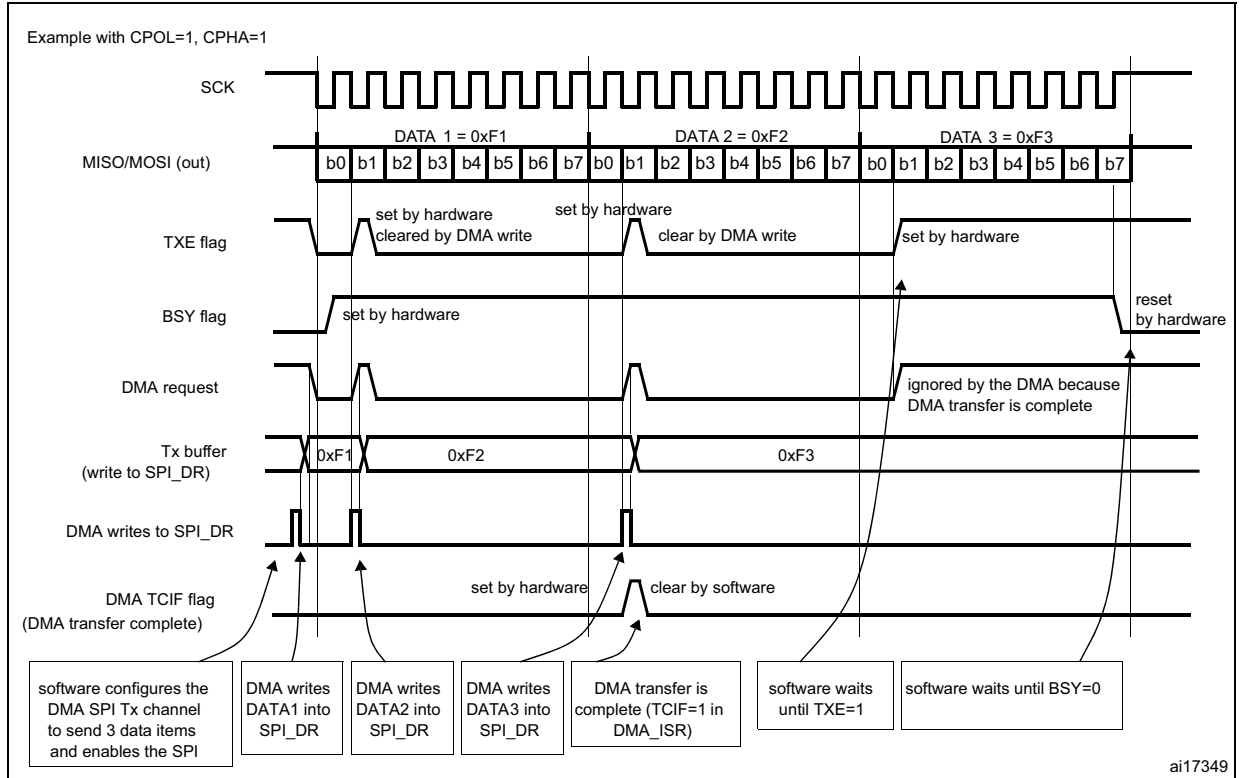 Example with CPOL=1, CPHA=1
SCK
DATA 1 = 0xF1
DATA 2 = 0xF2
DATA 3 = 0xF3
MISO/MOSI (out)
b0 b1 b2 b3 b4 b5 b6 b7 b0 b1 b2 b3 b4 b5 b6 b7 b0 b1 b2 b3 b4 b5 b6 b7
TXE flag
set by hardware
cleared by DMA write
set by hardware
clear by DMA write
set by hardware
BSY flag
set by hardware
reset
by hardware
DMA request
ignored by the DMA because
DMA transfer is complete
Tx buffer
(write to SPI_DR)
0xF1
0xF2
0xF3
DMA writes to SPI_DR
DMA TCIF flag
(DMA transfer complete)
set by hardware
clear by software
software configures the
DMA SPI Tx channel
to send 3 data items
and enables the SPI
DMA writes
DATA1 into
SPI_DR
DMA writes
DATA2 into
SPI_DR
DMA writes
DATA3 into
SPI_DR
DMA transfer is
complete (TCIF=1 in
DMA_ISR)
software waits
until TXE=1
software waits until BSY=0
ai17349